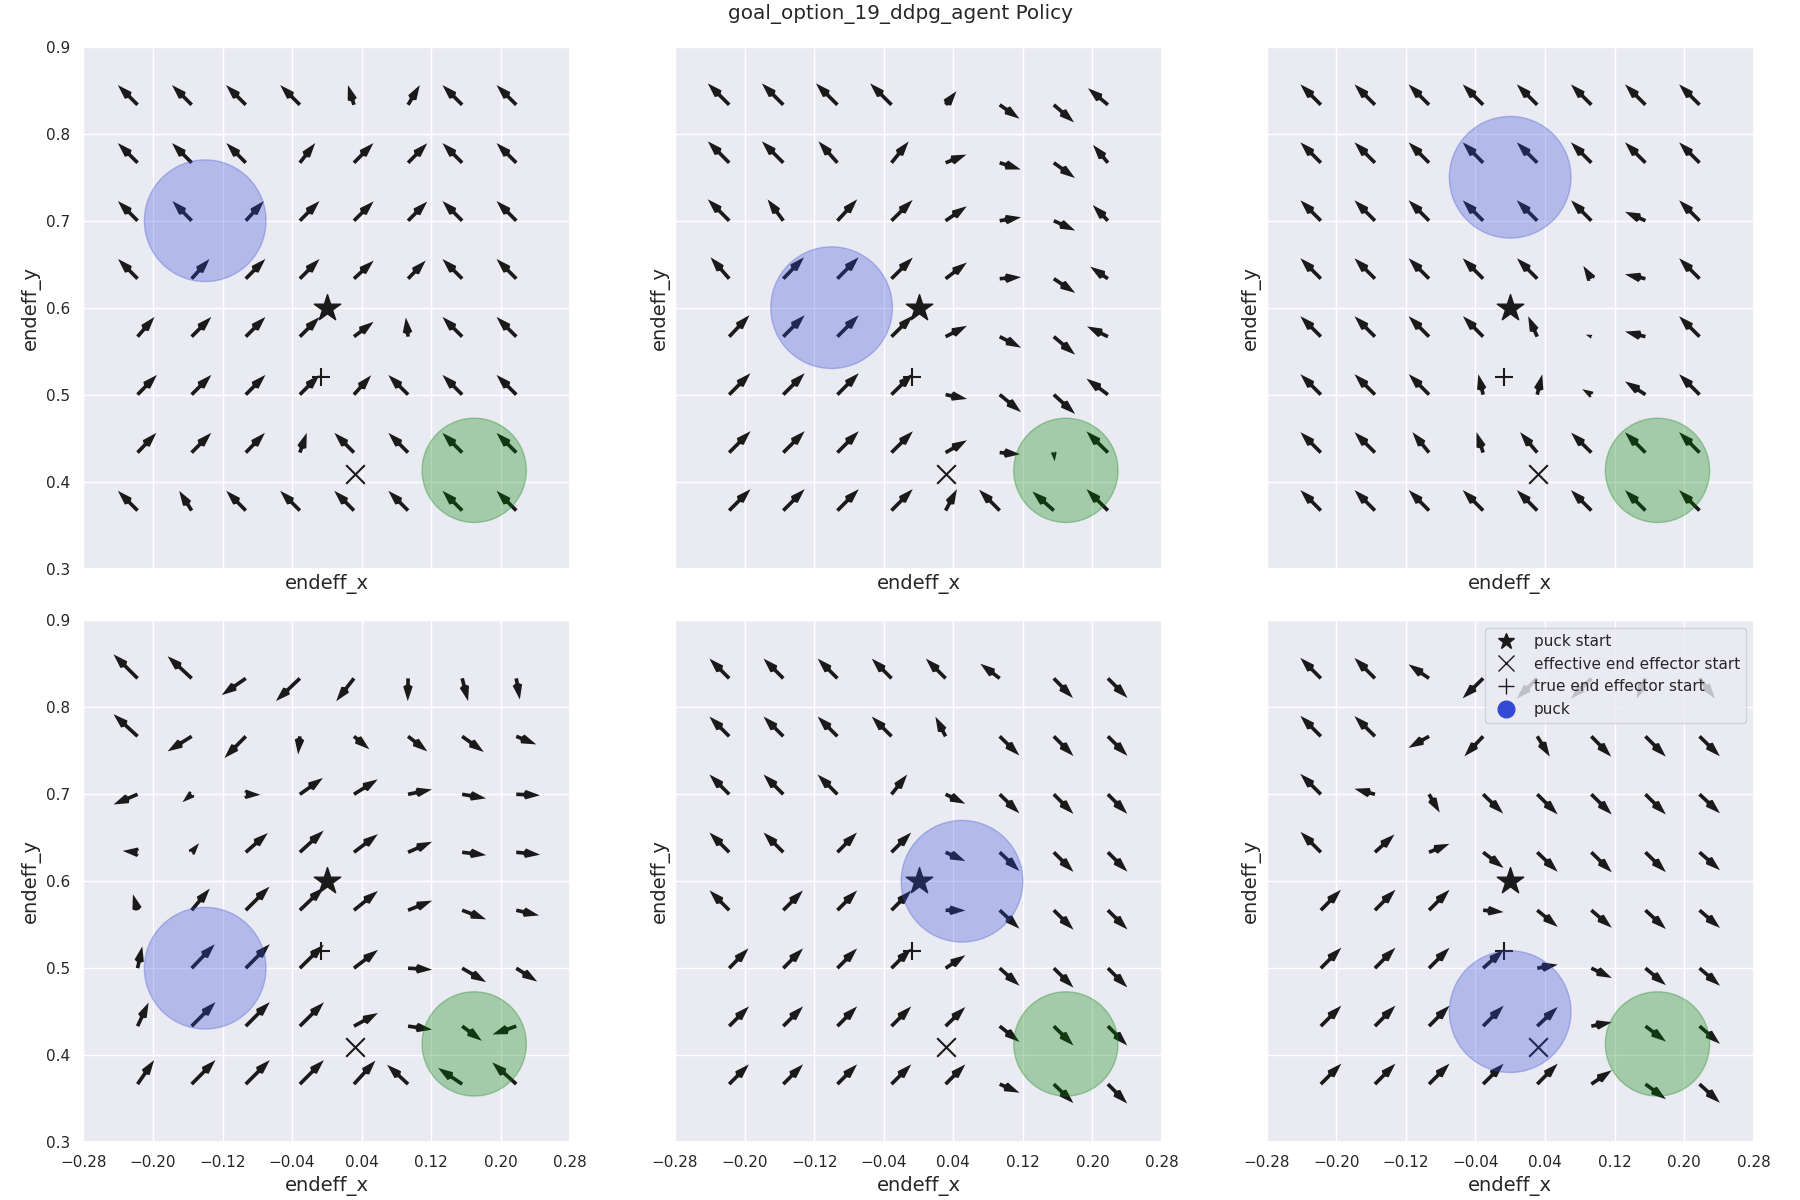 goal_option_19_ddpg_agent Policy
0.9
0.8
0.7
0.6
0.5
0.4
0.3
endeff_y
endeff_x
endeff_y
endeff_x
endeff_y
endeff_x
0.9
0.8
0.7
0.6
0.5
0.4
0.3
endeff_y
−0.28 −0.20 −0.12 −0.04 0.04 0.12 0.20 0.28
endeff_x
endeff_y
−0.28 −0.20 −0.12 −0.04 0.04 0.12 0.20 0.28
endeff_x
endeff_y
puck start
effective end effector start
true end effector start
puck
−0.28 −0.20 −0.12 −0.04 0.04 0.12 0.20 0.28
endeff_x